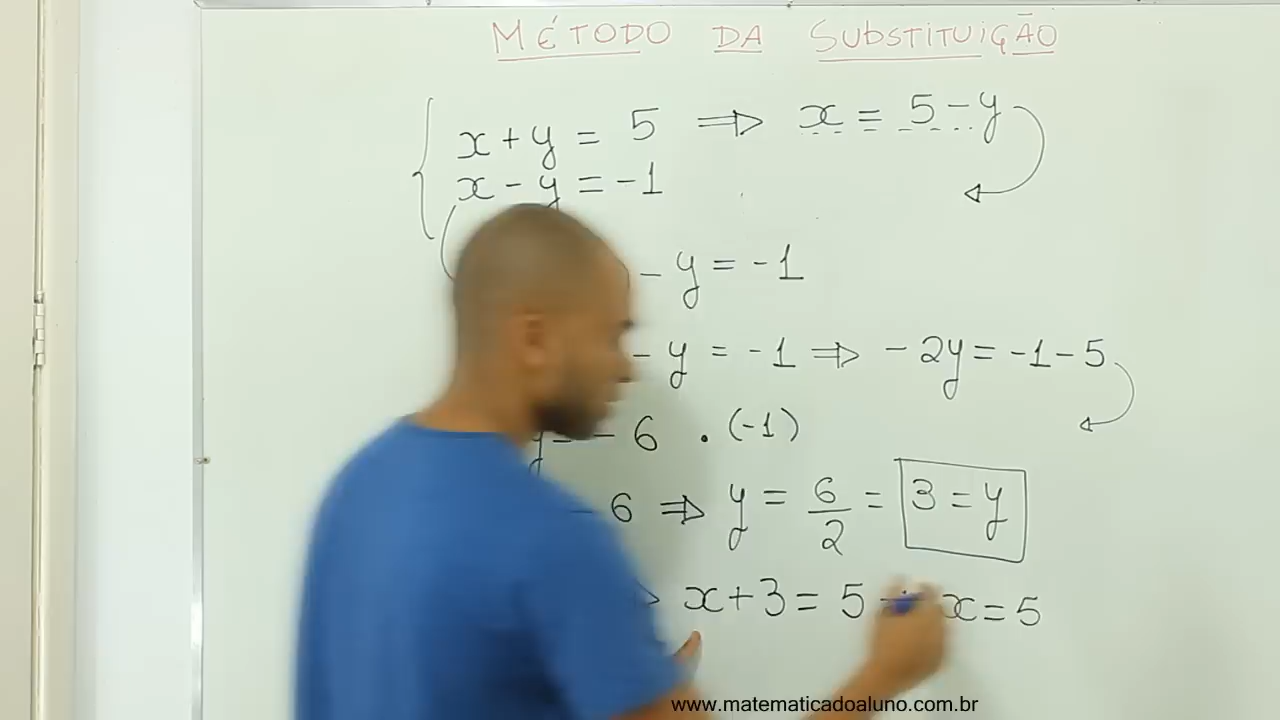 MÉTODO DA SUBSTITUIÇÃO
x + y = 5 ⇒ x = 5 - y
x - y = -1
- y = -1
- y = -1 ⇒ -2y = -1 - 5
y = - 6 . (-1)
= 6 ⇒ y = 6/2 = 3 = y
x + 3 = 5 x = 5
www.matematicadoaluno.com.br